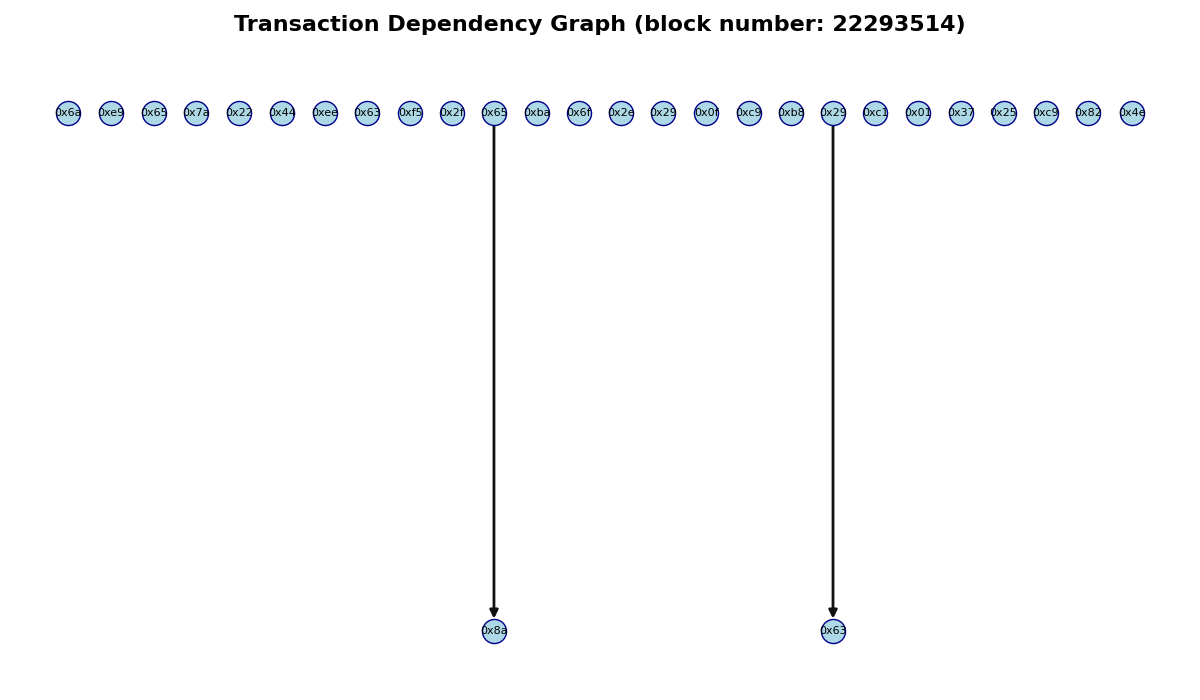 Transaction Dependency Graph (block number: 22293514)
0x6a 0xe9 0x65 0x7a 0x22 0x44 0xee 0x63 0xf5 0x2f 0x65 0xba 0x6f 0x2e 0x29 0x0f 0xc9 0xb8 0x29 0xc1 0x01 0x37 0x25 0xc9 0x82 0x4e
0x8a 0x63